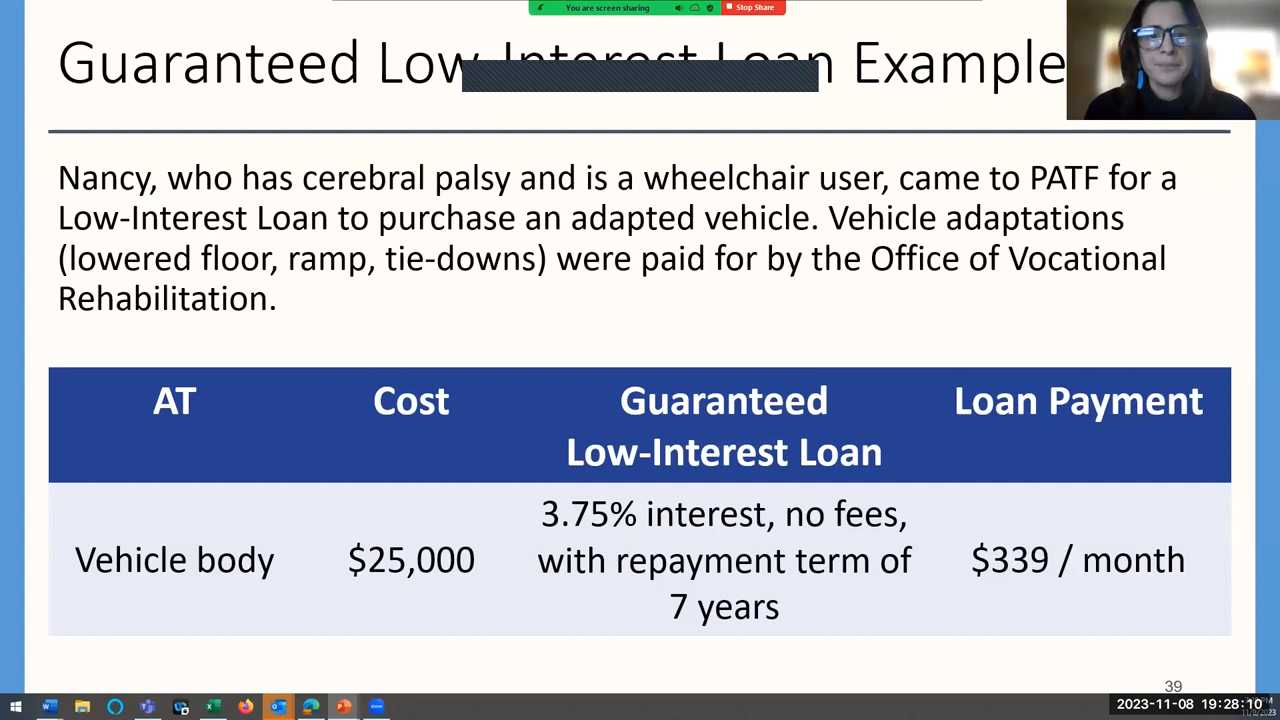 You are screen sharing
Stop Share
Guaranteed Low-Interest Loan Example
Nancy, who has cerebral palsy and is a wheelchair user, came to PATF for a
Low-Interest Loan to purchase an adapted vehicle. Vehicle adaptations
(lowered floor, ramp, tie-downs) were paid for by the Office of Vocational
Rehabilitation.
AT
Cost
Guaranteed
Low-Interest Loan
Loan Payment
Vehicle body
$25,000
3.75% interest, no fees,
with repayment term of
7 years
$339 / month
39
2023-11-08 19:28:10